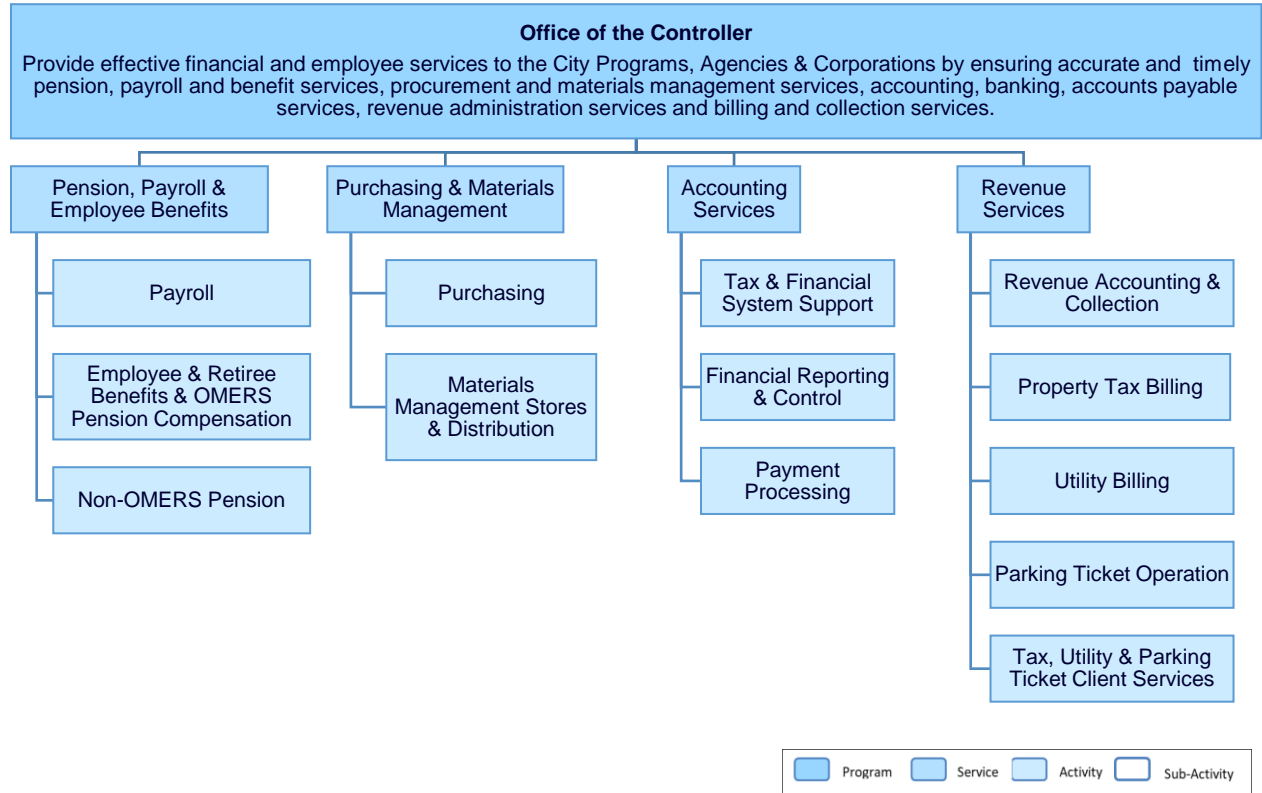 Office of the Controller
Provide effective financial and employee services to the City Programs, Agencies & Corporations by ensuring accurate and timely
pension, payroll and benefit services, procurement and materials management services, accounting, banking, accounts payable
services, revenue administration services and billing and collection services.
Pension, Payroll &
Employee Benefits
Payroll
Employee & Retiree
Benefits & OMERS
Pension Compensation
Non-OMERS Pension
Purchasing & Materials
Management
Purchasing
Materials
Management Stores
& Distribution
Accounting
Services
Tax & Financial
System Support
Financial Reporting
& Control
Payment
Processing
Revenue
Services
Revenue Accounting &
Collection
Property Tax Billing
Utility Billing
Parking Ticket Operation
Tax, Utility & Parking
Ticket Client Services
Program Service Activity Sub-Activity